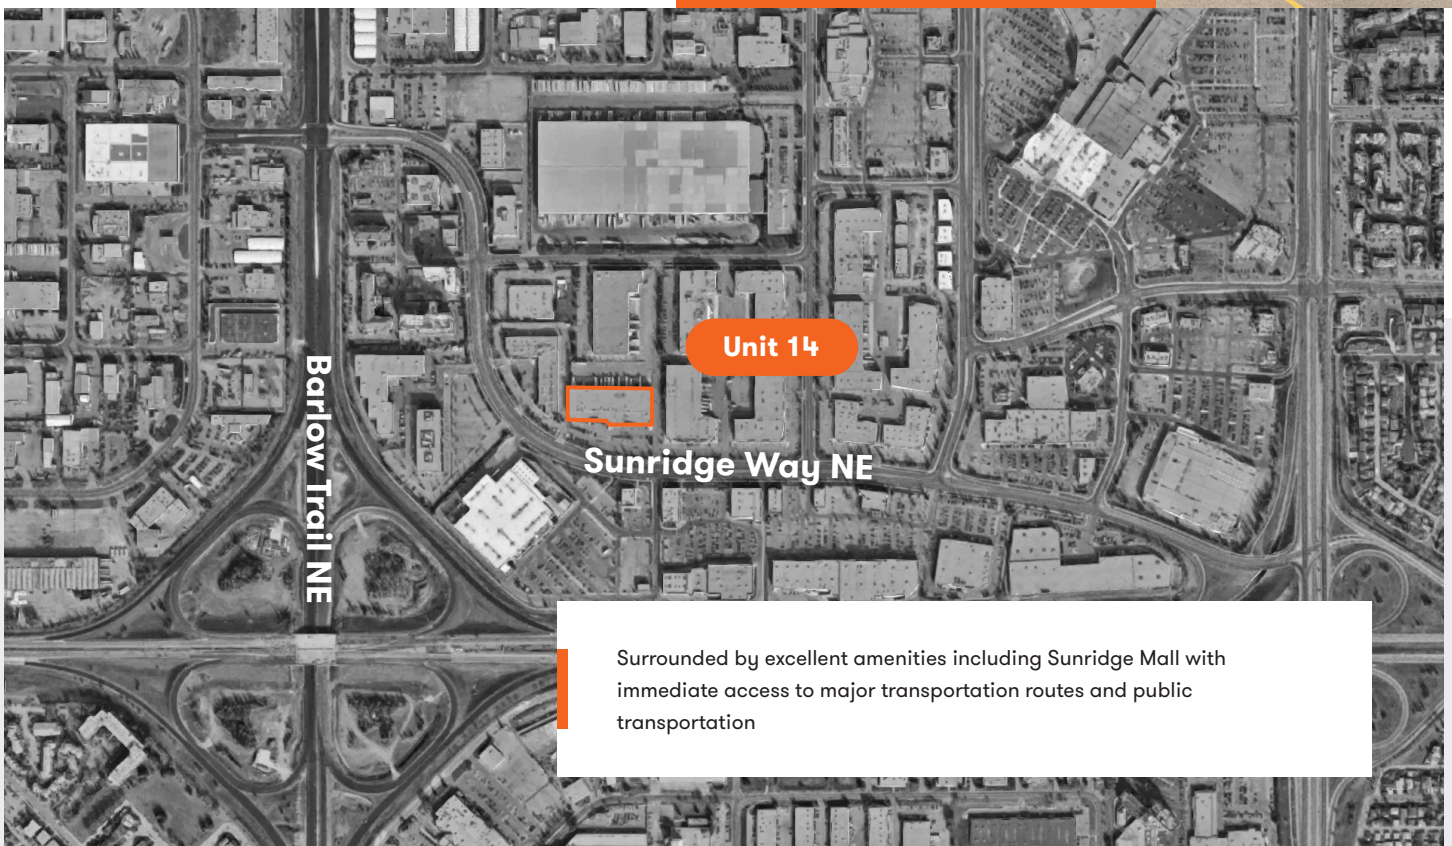 Unit 14
Barlow Trail NE
Sunridge Way NE
Surrounded by excellent amenities including Sunridge Mall with
immediate access to major transportation routes and public
transportation